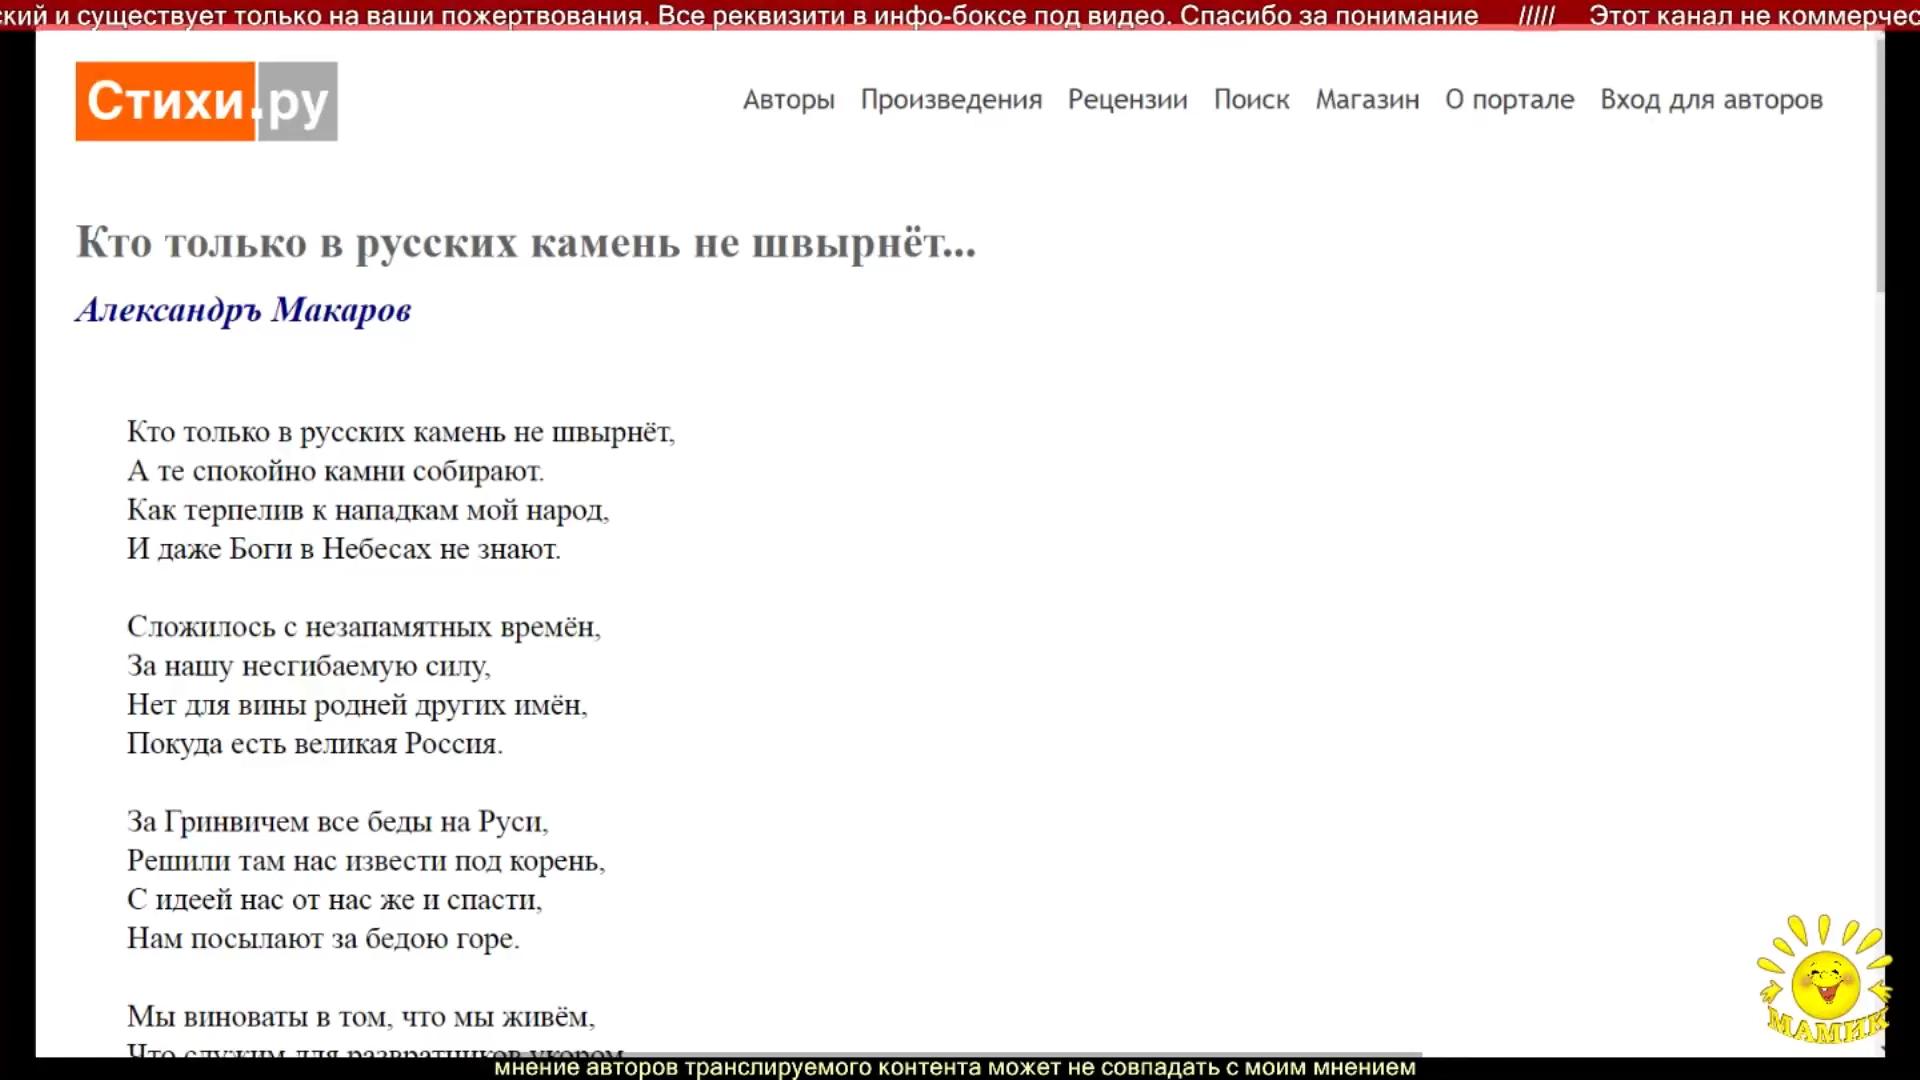 ский и существует только на ваши пожертвования. Все реквизити в инфо-боксе под видео. Спасибо за понимание ///// Этот канал не коммерчес
Стихи.ру
Авторы Произведения Рецензии Поиск Магазин О портале Вход для авторов
Кто только в русских камень не швырнёт...
Александръ Макаров
Кто только в русских камень не швырнёт,
А те спокойно камни собирают.
Как терпелив к нападкам мой народ,
И даже Боги в Небесах не знают.
Сложилось с незапамятных времён,
За нашу несгибаемую силу,
Нет для вины родней других имён,
Покуда есть великая Россия.
За Гринвичем все беды на Руси,
Решили там нас извести под корень,
С идеей нас от нас же и спасти,
Нам посылают за бедою горе.
Мы виноваты в том, что мы живём,
Что служим для развратников укором
МАМИК
мнение авторов транслируемого контента может не совпадать с моим мнением